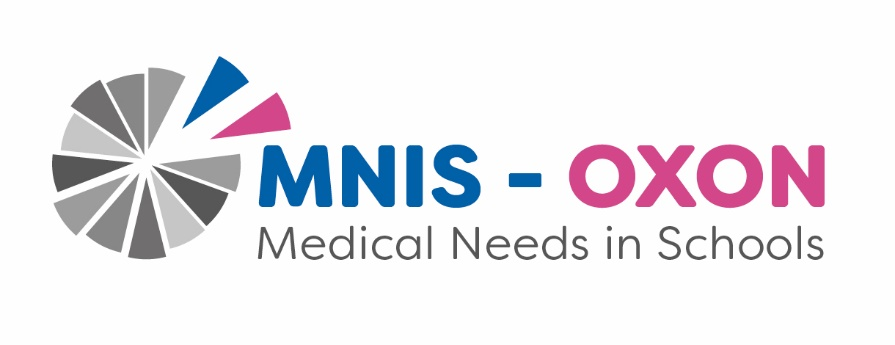 MNIS - OXON
Medical Needs in Schools